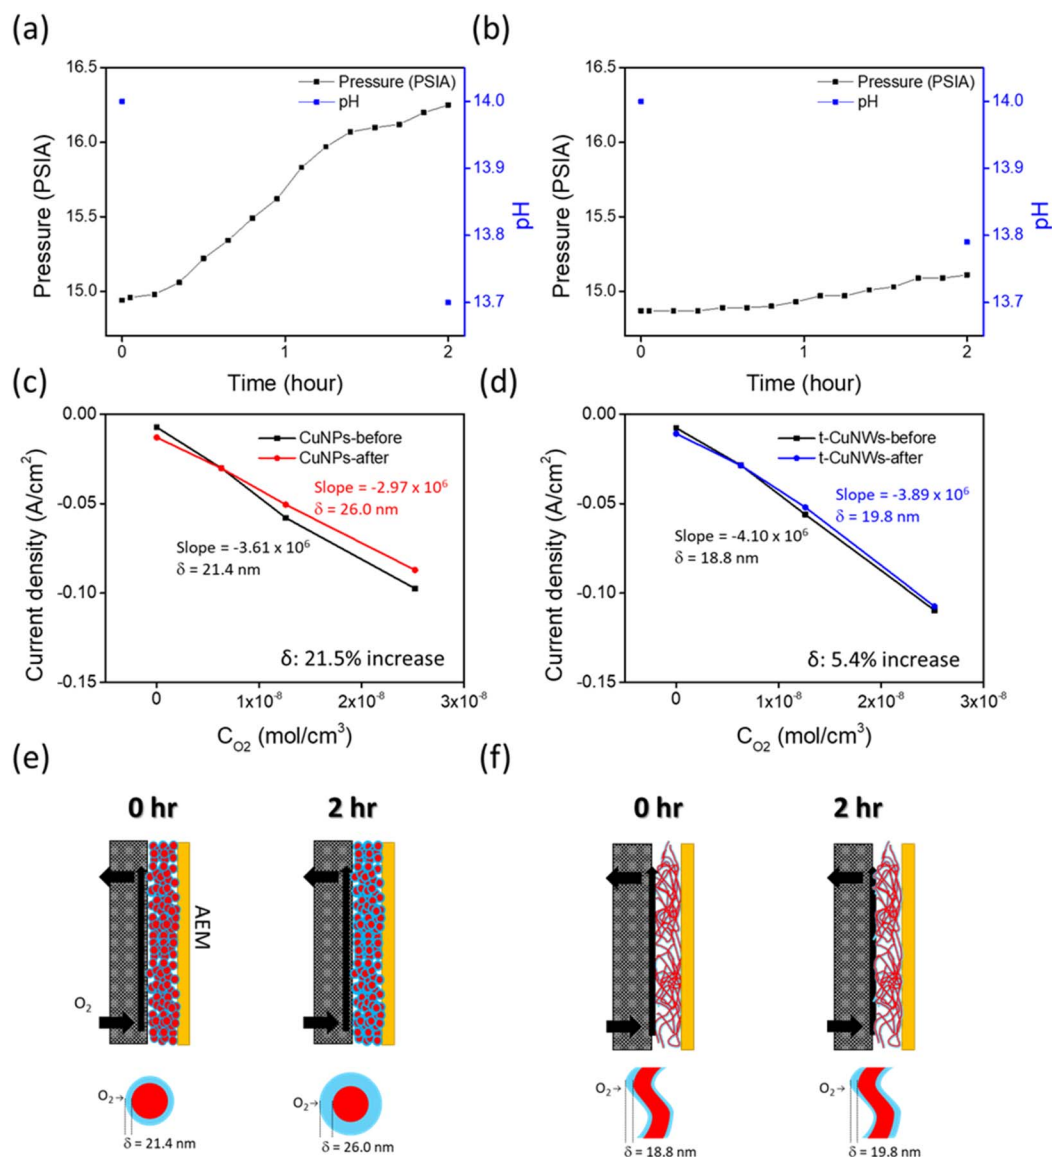 (a)
16.5
16.0
15.5
15.0
Pressure (PSIA)
Pressure (PSIA)
pH
14.0
13.9
13.8
13.7
pH
0
1
2
Time (hour)
(b)
16.5
16.0
15.5
15.0
Pressure (PSIA)
Pressure (PSIA)
pH
14.0
13.9
13.8
13.7
pH
0
1
2
Time (hour)
(c)
0.00
-0.05
-0.10
-0.15
Current density (A/cm²)
CuNPs-before
CuNPs-after
Slope = -2.97 x 10⁶
δ = 26.0 nm
Slope = -3.61 x 10⁶
δ = 21.4 nm
δ: 21.5% increase
0
1x10⁻⁸
2x10⁻⁸
3x10⁻⁸
C_O2 (mol/cm³)
(d)
0.00
-0.05
-0.10
-0.15
Current density (A/cm²)
t-CuNWs-before
t-CuNWs-after
Slope = -3.89 x 10⁶
δ = 19.8 nm
Slope = -4.10 x 10⁶
δ = 18.8 nm
δ: 5.4% increase
0
1x10⁻⁸
2x10⁻⁸
3x10⁻⁸
C_O2 (mol/cm³)
(e)
0 hr
2 hr
AEM
O₂
O₂→
δ = 21.4 nm
O₂→
δ = 26.0 nm
(f)
0 hr
2 hr
O₂→
δ = 18.8 nm
O₂→
δ = 19.8 nm